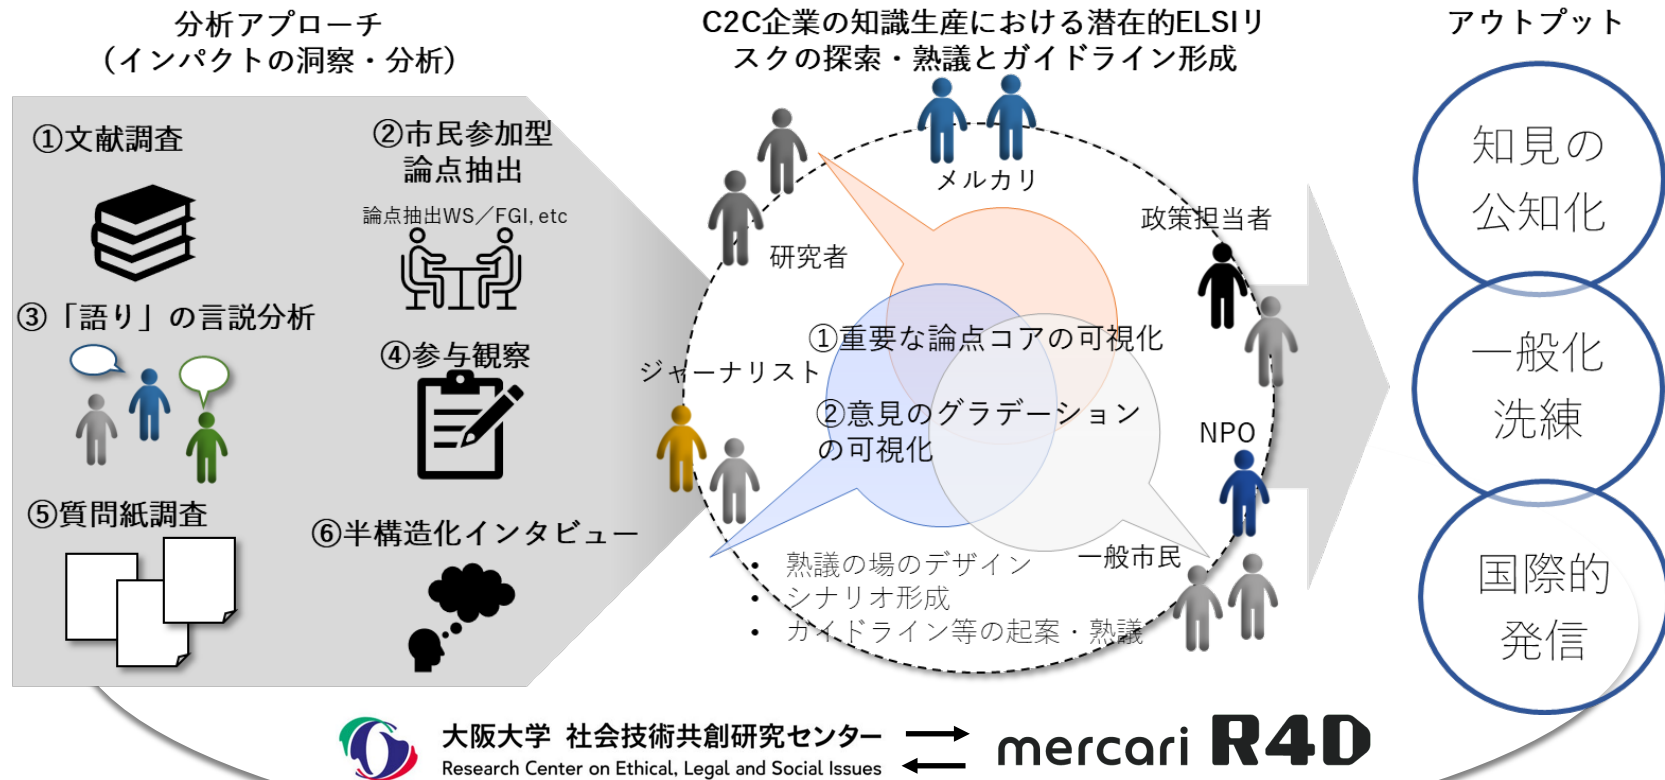 分析アプローチ
（インパクトの洞察・分析）
①文献調査
②市民参加型
論点抽出
論点抽出WS／FGI, etc
③「語り」の言説分析
④参与観察
⑤質問紙調査
⑥半構造化インタビュー
C2C企業の知識生産における潜在的ELSIリ
スクの探索・熟議とガイドライン形成
メルカリ
研究者
政策担当者
ジャーナリスト
NPO
一般市民
①重要な論点コアの可視化
②意見のグラデーション
の可視化
• 熟議の場のデザイン
• シナリオ形成
• ガイドライン等の起案・熟議
アウトプット
知見の
公知化
一般化
洗練
国際的
発信
大阪大学 社会技術共創研究センター
Research Center on Ethical, Legal and Social Issues
mercari R4D